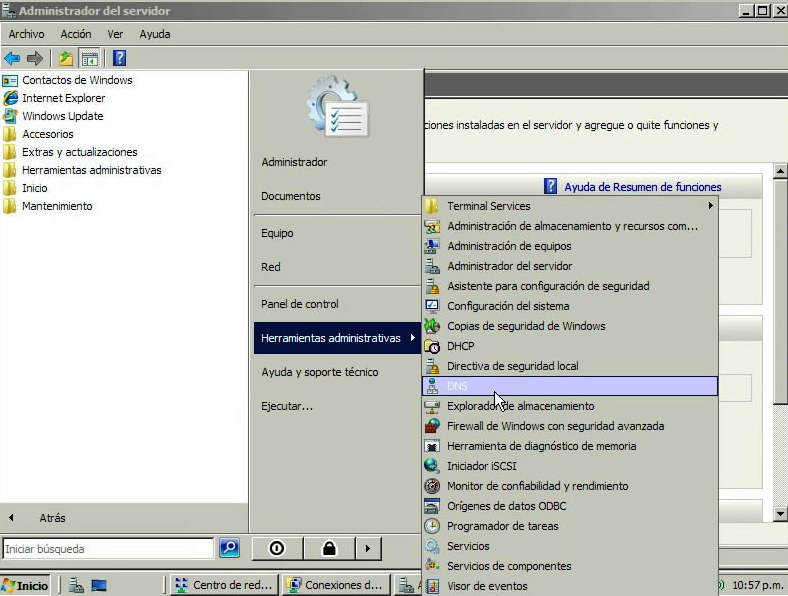 Administrador del servidor
Archivo Acción Ver Ayuda
Contactos de Windows
Internet Explorer
Windows Update
Accesorios
Extras y actualizaciones
Herramientas administrativas
Inicio
Mantenimiento
Atrás
Iniciar búsqueda
Administrador
Documentos
Equipo
Red
Panel de control
Herramientas administrativas
Ayuda y soporte técnico
Ejecutar...
ciones instaladas en el servidor y agregue o quite funciones y
Ayuda de Resumen de funciones
Terminal Services
Administración de almacenamiento y recursos com...
Administración de equipos
Administrador del servidor
Asistente para configuración de seguridad
Configuración del sistema
Copias de seguridad de Windows
DHCP
Directiva de seguridad local
DNS
Explorador de almacenamiento
Firewall de Windows con seguridad avanzada
Herramienta de diagnóstico de memoria
Iniciador iSCSI
Monitor de confiabilidad y rendimiento
Orígenes de datos ODBC
Programador de tareas
Servicios
Servicios de componentes
Visor de eventos
Inicio
Centro de red...
Conexiones d...
10:57 p.m.